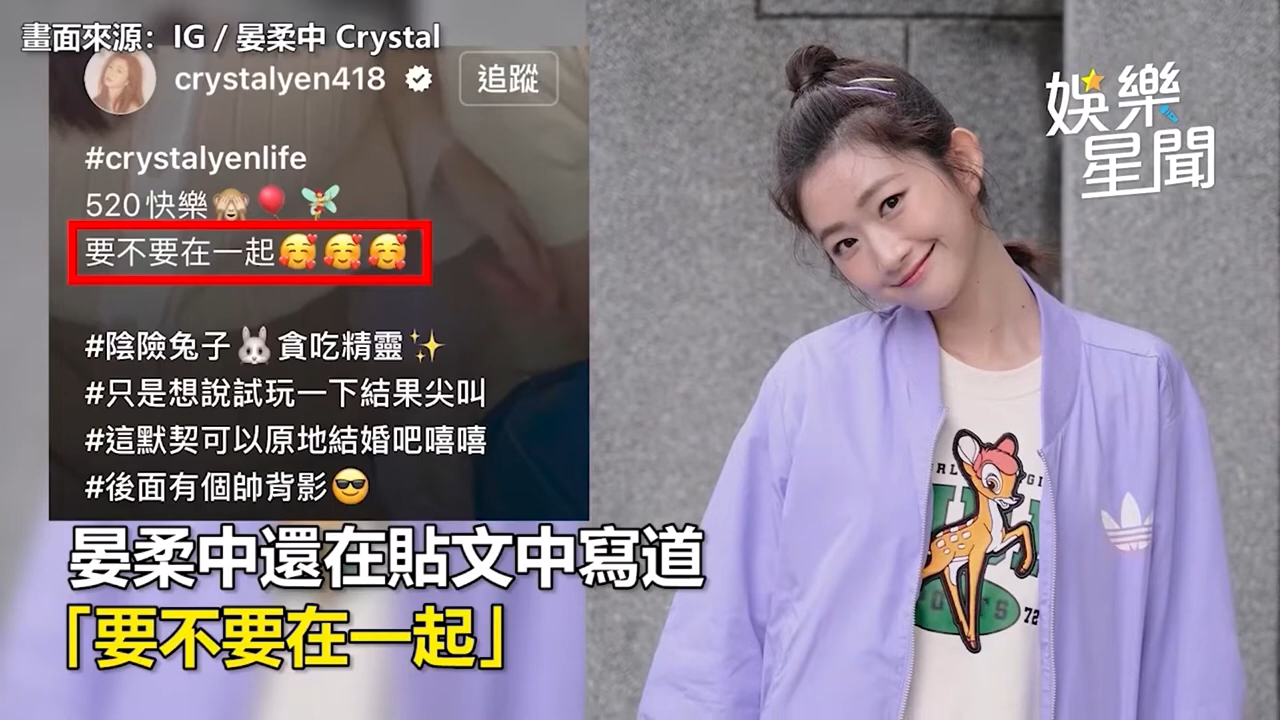 畫面來源：IG / 晏柔中 Crystal
crystalyen418
追蹤
#crystalyenlife
520快樂🙈🎈🧚
要不要在一起🥰🥰🥰
#陰險兔子🐰貪吃精靈✨
#只是想說試玩一下結果尖叫
#這默契可以原地結婚吧嘻嘻
#後面有個帥背影😎
晏柔中還在貼文中寫道
「要不要在一起」
娛樂
星聞
72